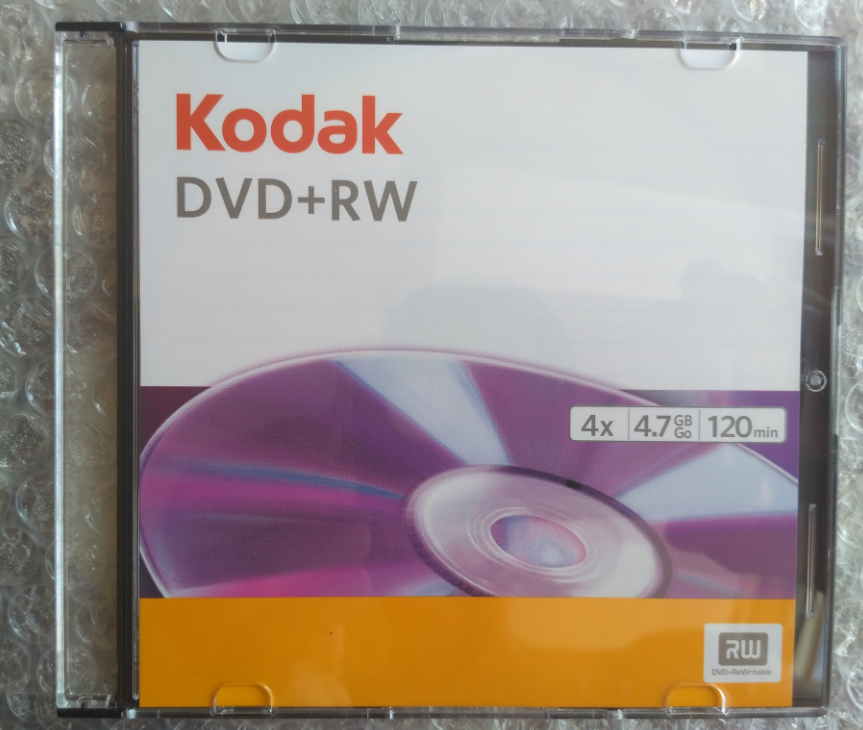 Kodak
DVD+RW
4x 4.7 GB Go 120 min
RW
DVD+ReWritable